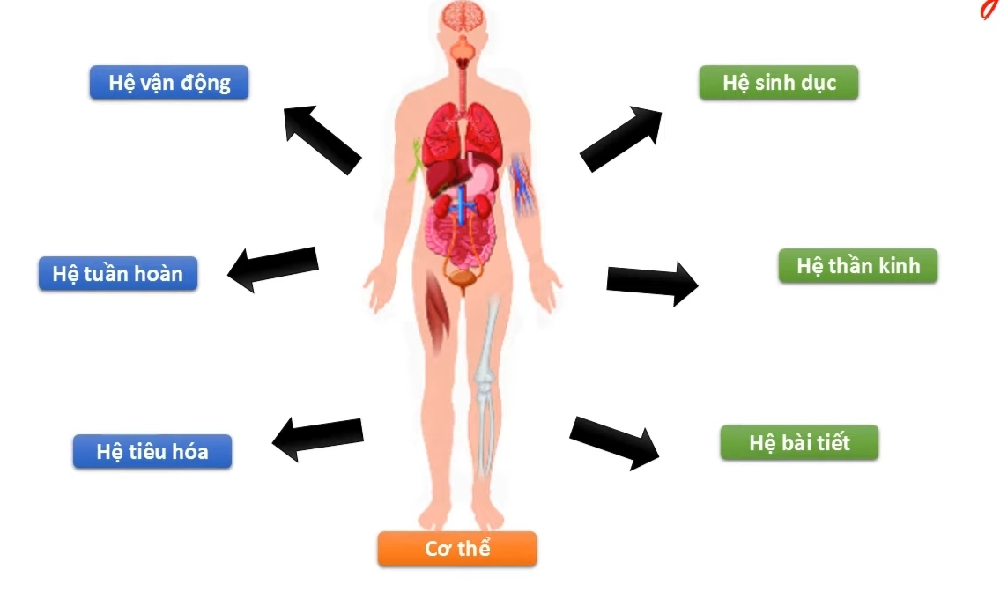 Hệ vận động
Hệ sinh dục
Hệ tuần hoàn
Hệ thần kinh
Hệ tiêu hóa
Hệ bài tiết
Cơ thể